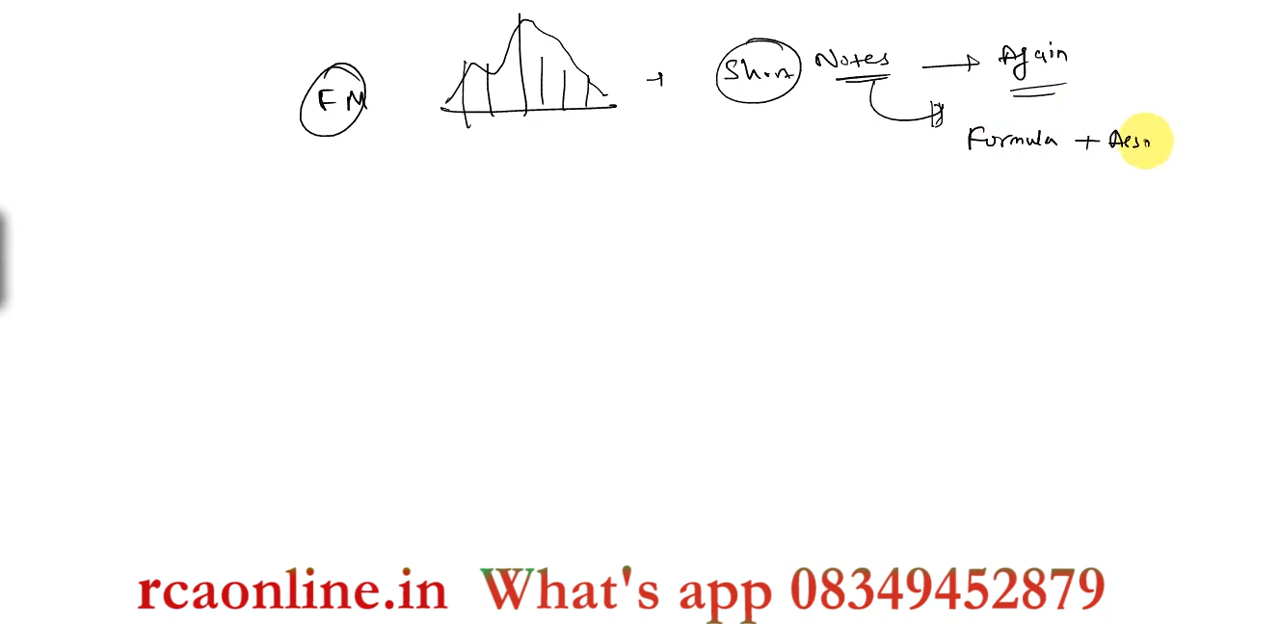 FM + Short Notes → Again
Formula +
rcaonline.in What's app 08349452879